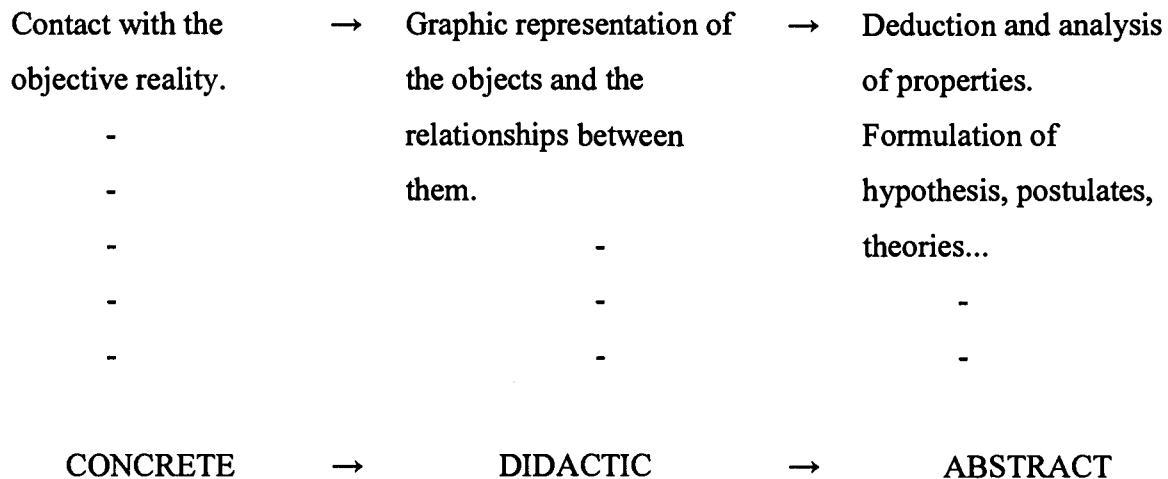 Contact with the → Graphic representation of → Deduction and analysis
objective reality. the objects and the of properties.
- relationships between Formulation of
- them. hypothesis, postulates,
- - theories...
- - -
- - -
CONCRETE → DIDACTIC → ABSTRACT